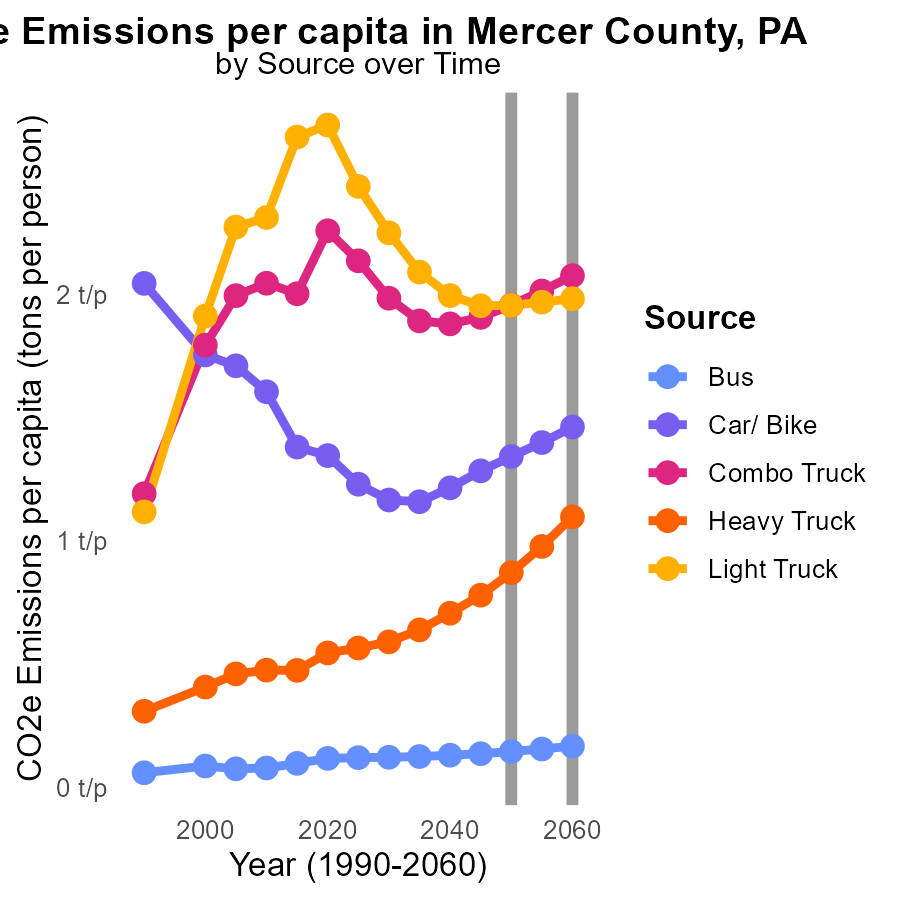 e Emissions per capita in Mercer County, PA
by Source over Time
CO2e Emissions per capita (tons per person)
2 t/p
1 t/p
0 t/p
2000 2020 2040 2060
Year (1990-2060)
Source
Bus
Car/ Bike
Combo Truck
Heavy Truck
Light Truck